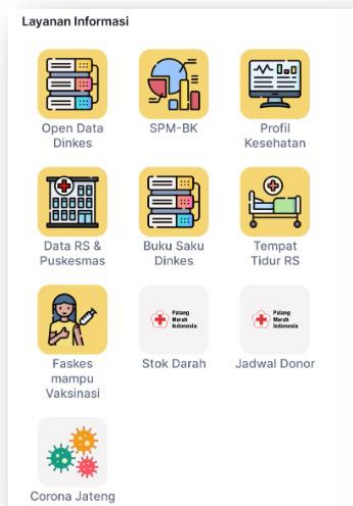 Layanan Informasi
Open Data
Dinkes
SPM-BK
Profil
Kesehatan
Data RS &
Puskesmas
Buku Saku
Dinkes
Tempat
Tidur RS
Palang
Merah
Indonesia
Palang
Merah
Indonesia
Faskes
mampu
Vaksinasi
Stok Darah
Jadwal Donor
Corona Jateng